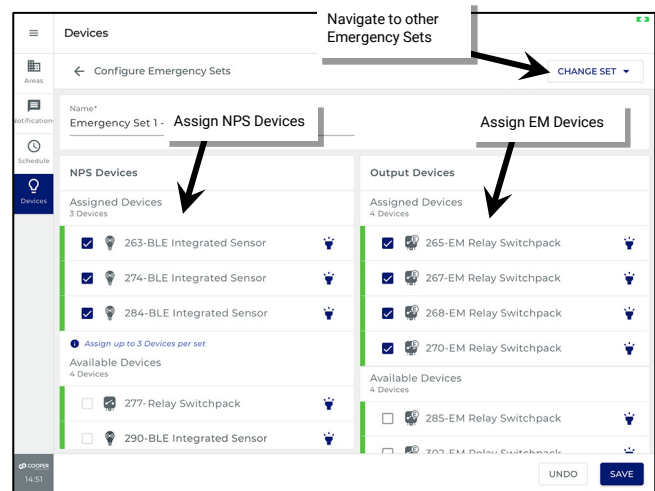 Navigate to other
Emergency Sets
Devices
Configure Emergency Sets
CHANGE SET
Areas
Notifications
Schedule
Devices
Name*
Emergency Set 1 -
Assign NPS Devices
Assign EM Devices
NPS Devices
Assigned Devices
3 Devices
263-BLE Integrated Sensor
274-BLE Integrated Sensor
284-BLE Integrated Sensor
Assign up to 3 Devices per set
Available Devices
4 Devices
277-Relay Switchpack
290-BLE Integrated Sensor
Output Devices
Assigned Devices
4 Devices
265-EM Relay Switchpack
267-EM Relay Switchpack
268-EM Relay Switchpack
270-EM Relay Switchpack
Available Devices
4 Devices
285-EM Relay Switchpack
302-EM Relay Switchpack
COOPER
14:51
UNDO
SAVE